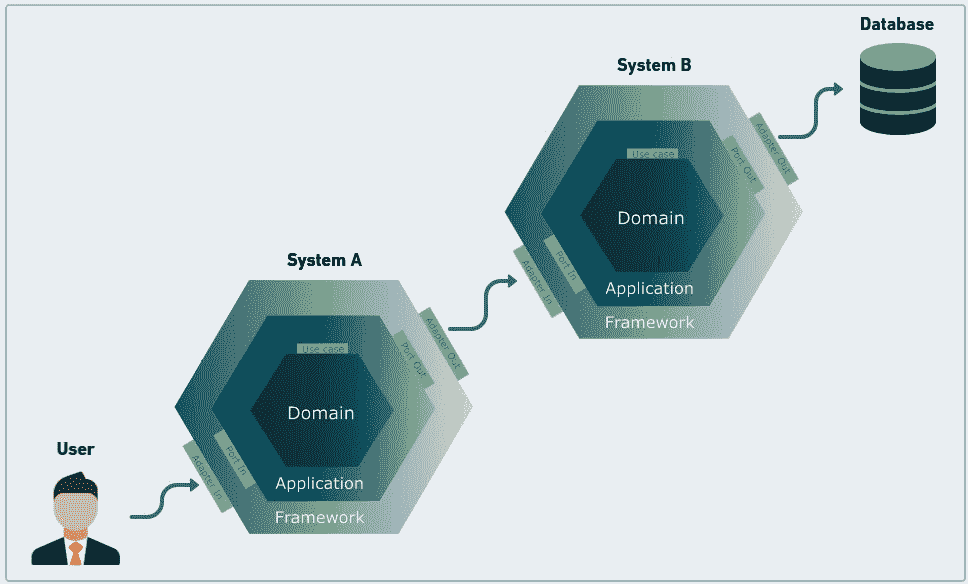 Database
System B
Use case
Port Out
Adapter Out
Domain
Port In
Adapter In
Application
Framework
System A
Use case
Port Out
Adapter Out
Domain
Port In
Adapter In
Application
Framework
User